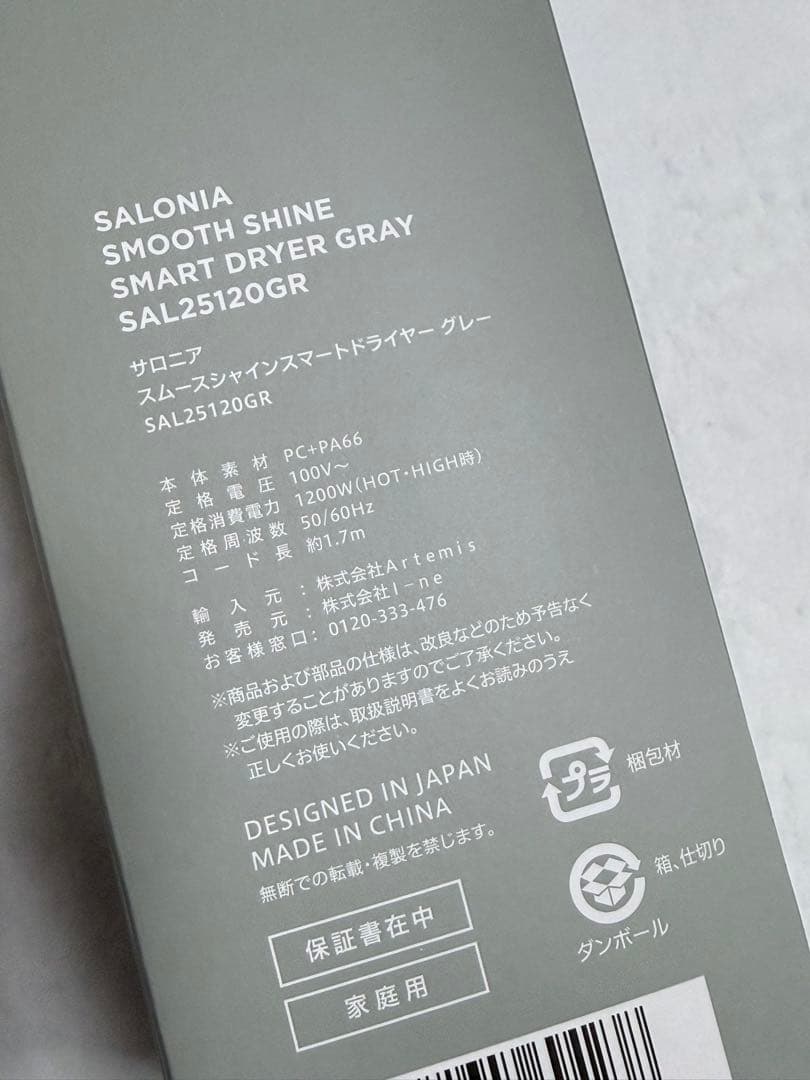 SALONIA
SMOOTH SHINE
SMART DRYER GRAY
SAL25120GR
サロニア
スムースシャインスマートドライヤー グレー
SAL25120GR
本体素材 PC+PA66
定格電圧 100V～
定格消費電力 1200W(HOT・HIGH時)
定格周波数 50/60Hz
コード長 約1.7m
輸入元：株式会社Artemis
発売元：株式会社I-ne
お客様窓口：0120-333-476
※商品および部品の仕様は、改良などのため予告なく
変更することがありますのでご了承ください。
※ご使用の際は、取扱説明書をよくお読みのうえ
正しくお使いください。
DESIGNED IN JAPAN
MADE IN CHINA
無断での転載・複製を禁じます。
プラ 梱包材
箱、仕切り
ダンボール
保証書在中
家庭用